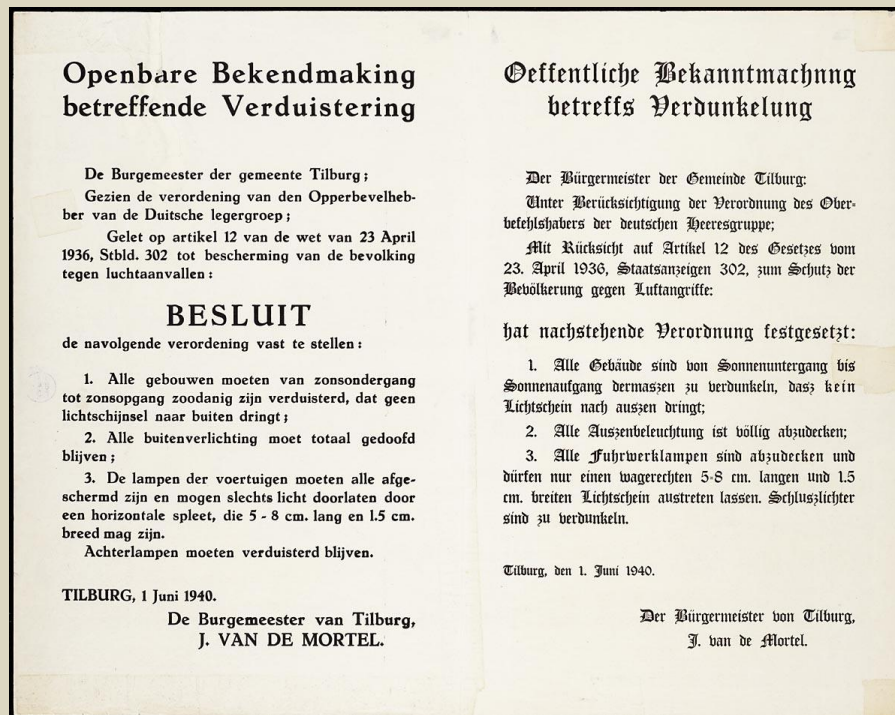 Openbare Bekendmaking
betreffende Verduistering
De Burgemeester der gemeente Tilburg;
Gezien de verordening van den Opperbevelheb-
ber van de Duitsche legergroep;
Gelet op artikel 12 van de wet van 23 April
1936, Stbld. 302 tot bescherming van de bevolking
tegen luchtaanvallen:
BESLUIT
de navolgende verordening vast te stellen:
1. Alle gebouwen moeten van zonsondergang
tot zonsopgang zoodanig zijn verduisterd, dat geen
lichtschijnsel naar buiten dringt;
2. Alle buitenverlichting moet totaal gedoofd
blijven;
3. De lampen der voertuigen moeten alle afge-
schermd zijn en mogen slechts licht doorlaten door
een horizontale spleet, die 5 - 8 cm. lang en 1.5 cm.
breed mag zijn.
Achterlampen moeten verduisterd blijven.
TILBURG, 1 Juni 1940.
De Burgemeester van Tilburg,
J. VAN DE MORTEL.
Oeffentliche Bekanntmachnng
betreffs Verdunkelung
Der Bürgermeister der Gemeinde Tilburg:
Unter Berücksichtigung der Verordnung des Ober-
befehlshabers der deutschen Heeresgruppe;
Mit Rücksicht auf Artikel 12 des Gesetzes vom
23. April 1936, Staatsanzeigen 302, zum Schutz der
Bevölkerung gegen Luftangriffe:
hat nachstehende Verordnung festgesetzt:
1. Alle Gebäude sind von Sonnenuntergang bis
Sonnenaufgang dermaszen zu verdunkeln, dasz kein
Lichtschein nach auszen dringt;
2. Alle Auszenbeleuchtung ist völlig abzudecken;
3. Alle Fuhrwerklampen sind abzudecken und
dürfen nur einen wagerechten 5-8 cm. langen und 1.5
cm. breiten Lichtschein austreten lassen. Schluszlichter
sind zu verdunkeln.
Tilburg, den 1. Juni 1940.
Der Bürgermeister von Tilburg,
J. van de Mortel.